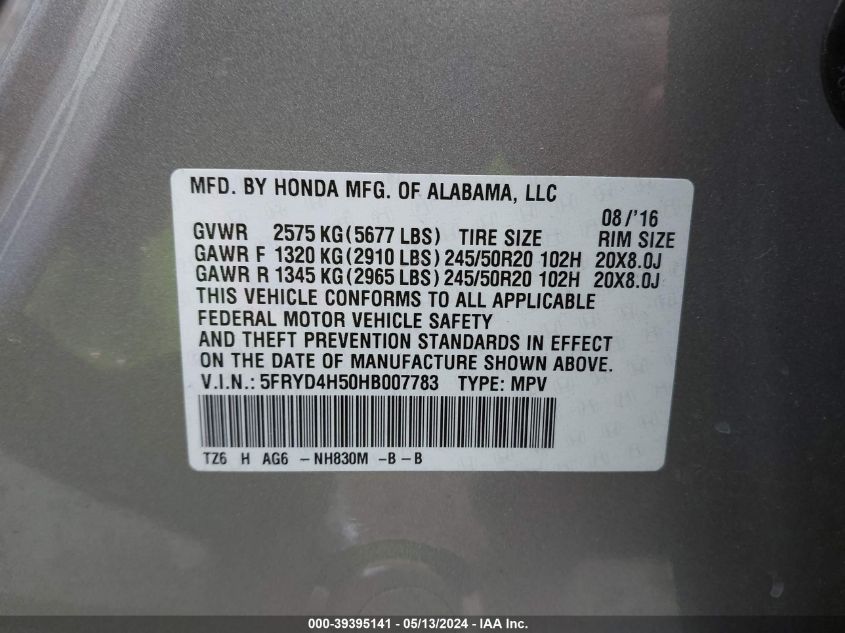 MFD. BY HONDA MFG. OF ALABAMA, LLC
08/'16
GVWR 2575 KG(5677 LBS) TIRE SIZE RIM SIZE
GAWR F 1320 KG(2910 LBS) 245/50R20 102H 20X8.0J
GAWR R 1345 KG(2965 LBS) 245/50R20 102H 20X8.0J
THIS VEHICLE CONFORMS TO ALL APPLICABLE
FEDERAL MOTOR VEHICLE SAFETY
AND THEFT PREVENTION STANDARDS IN EFFECT
ON THE DATE OF MANUFACTURE SHOWN ABOVE.
V.I.N.: 5FRYD4H50HB007783 TYPE: MPV
TZ6 H AG6 -NH830M -B-B
000-39395141 - 05/13/2024 - IAA Inc.